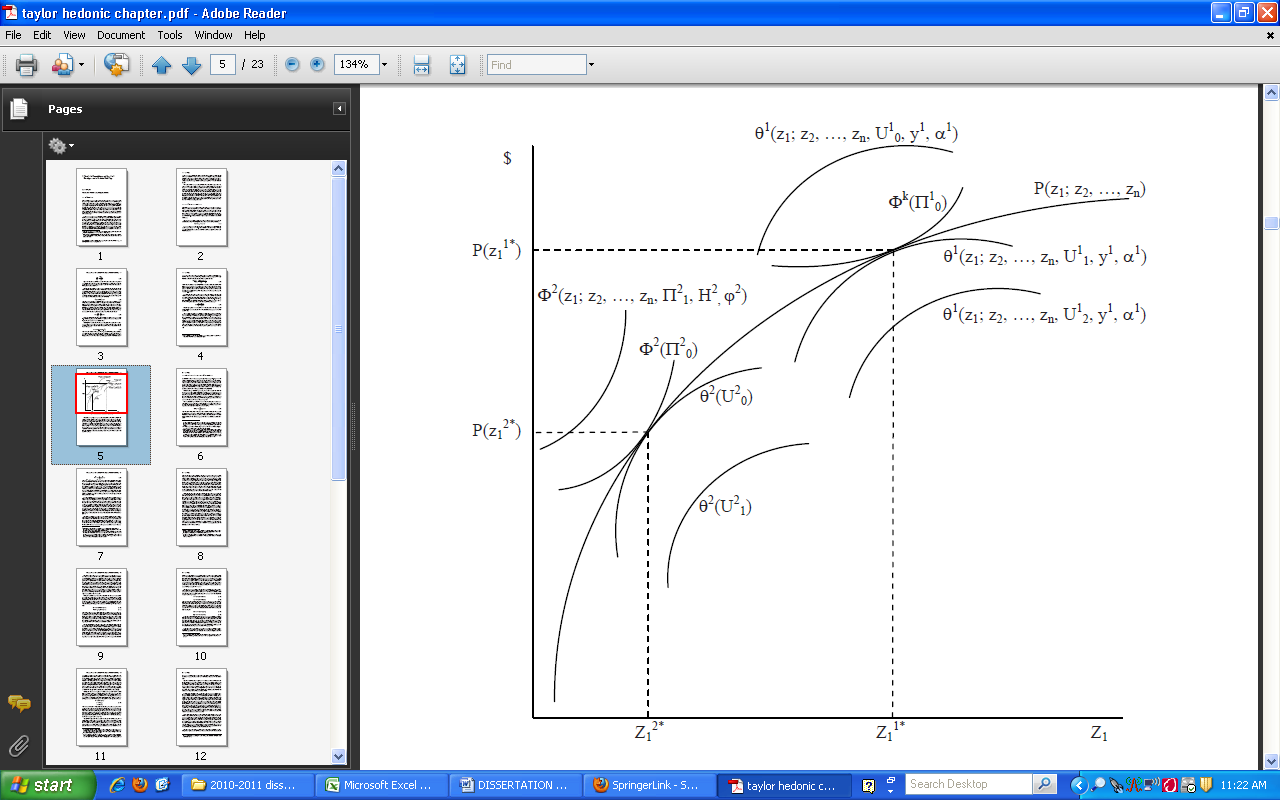 taylor hedonic chapter.pdf - Adobe Reader
File Edit View Document Tools Window Help
5 / 23 134% Find
Pages
1 2
3 4
5 6
7 8
9 10
11 12
θ¹(z₁; z₂, …, zₙ, U¹₀, y¹, α¹)
$
P(z₁; z₂, …, zₙ)
Φᵏ(Π¹₀)
P(z₁¹*)
θ¹(z₁; z₂, …, zₙ, U¹₁, y¹, α¹)
Φ²(z₁; z₂, …, zₙ, Π²₁, H², φ²)
θ¹(z₁; z₂, …, zₙ, U¹₂, y¹, α¹)
Φ²(Π²₀)
θ²(U²₀)
P(z₁²*)
θ²(U²₁)
Z₁²* Z₁¹* Z₁
start 2010-2011 diss... Microsoft Excel ... DISSERTATION ... SpringerLink - S... taylor hedonic c... ? Search Desktop 11:22 AM